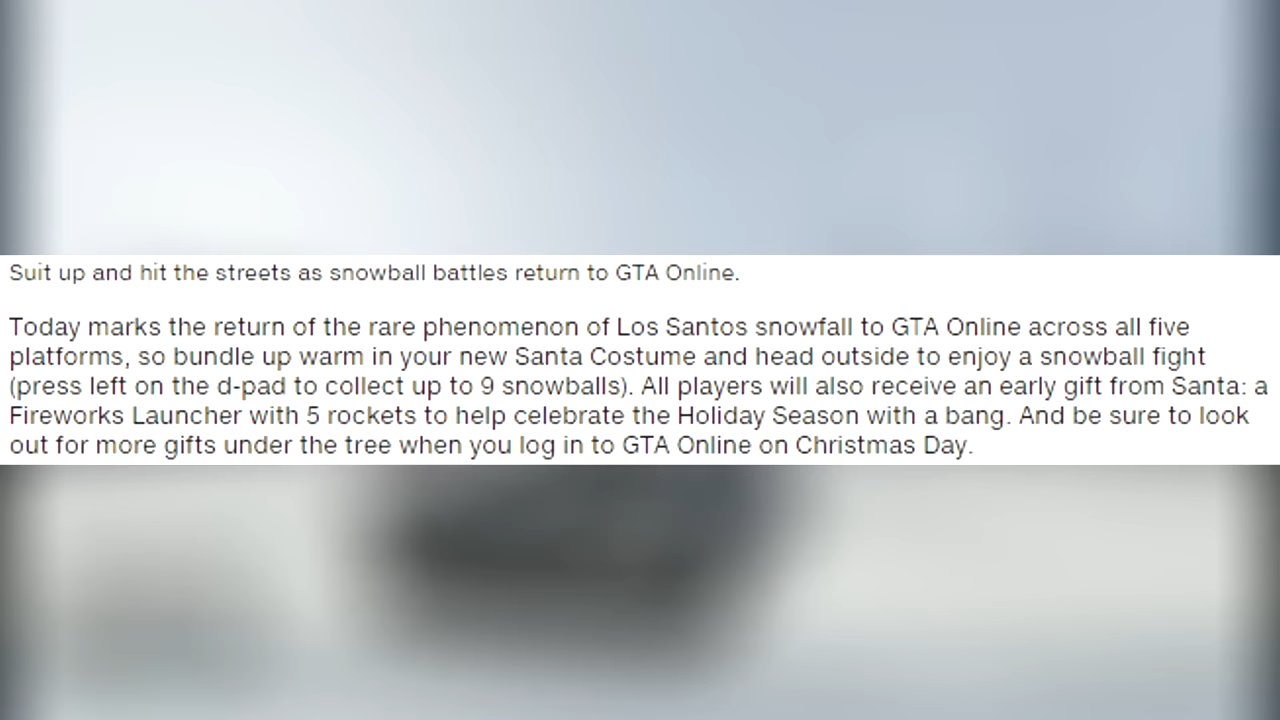 Suit up and hit the streets as snowball battles return to GTA Online.
Today marks the return of the rare phenomenon of Los Santos snowfall to GTA Online across all five
platforms, so bundle up warm in your new Santa Costume and head outside to enjoy a snowball fight
(press left on the d-pad to collect up to 9 snowballs). All players will also receive an early gift from Santa: a
Fireworks Launcher with 5 rockets to help celebrate the Holiday Season with a bang. And be sure to look
out for more gifts under the tree when you log in to GTA Online on Christmas Day.